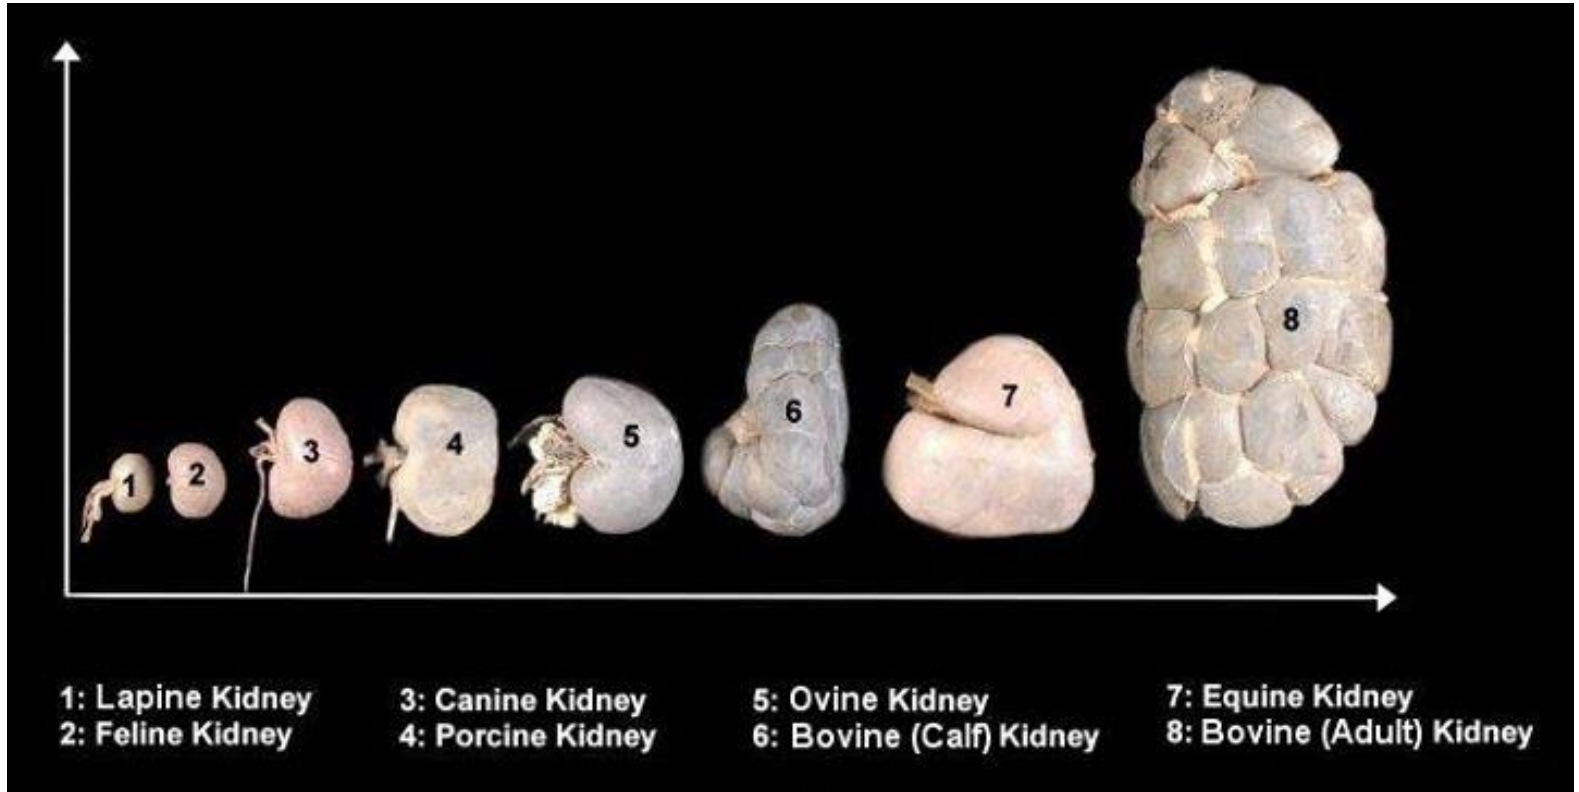 1
2
3
4
5
6
7
8
1: Lapine Kidney
2: Feline Kidney
3: Canine Kidney
4: Porcine Kidney
5: Ovine Kidney
6: Bovine (Calf) Kidney
7: Equine Kidney
8: Bovine (Adult) Kidney